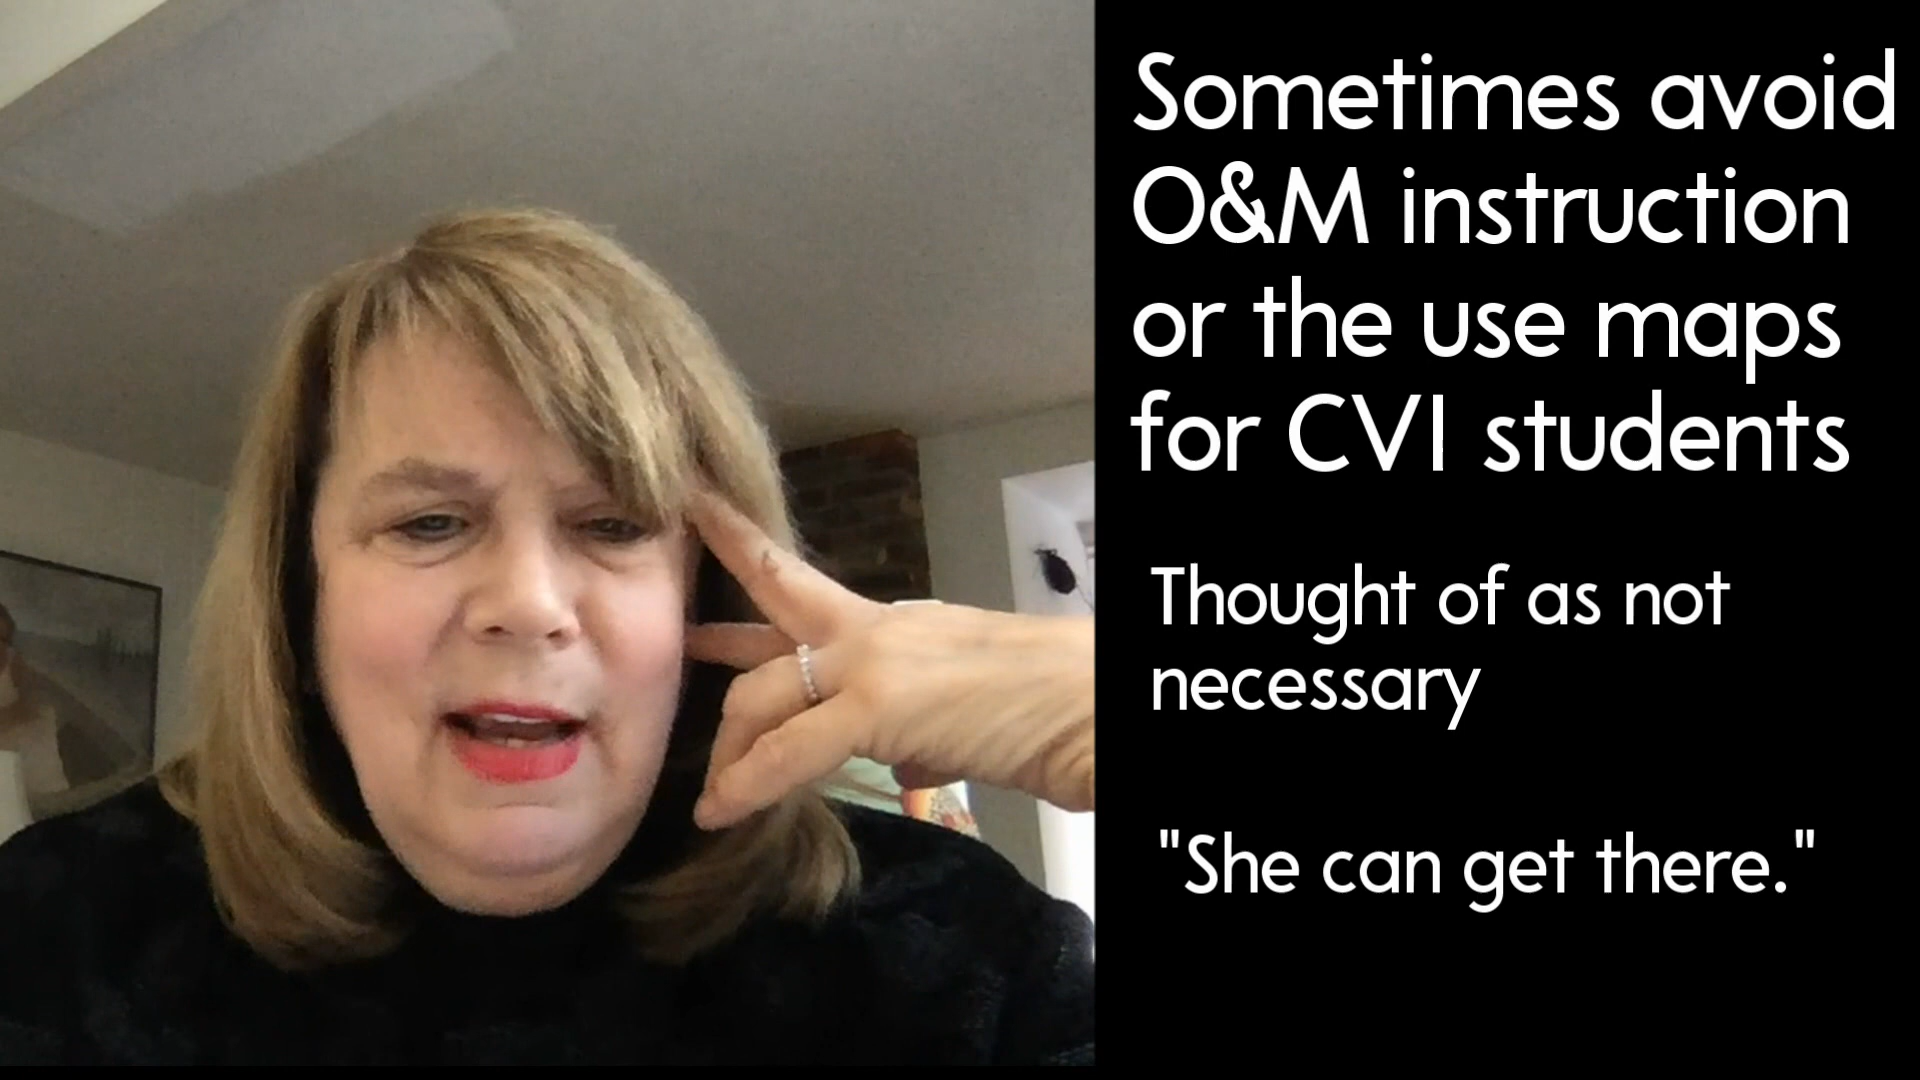 Sometimes avoid
O&M instruction
or the use maps
for CVI students
Thought of as not
necessary
"She can get there."